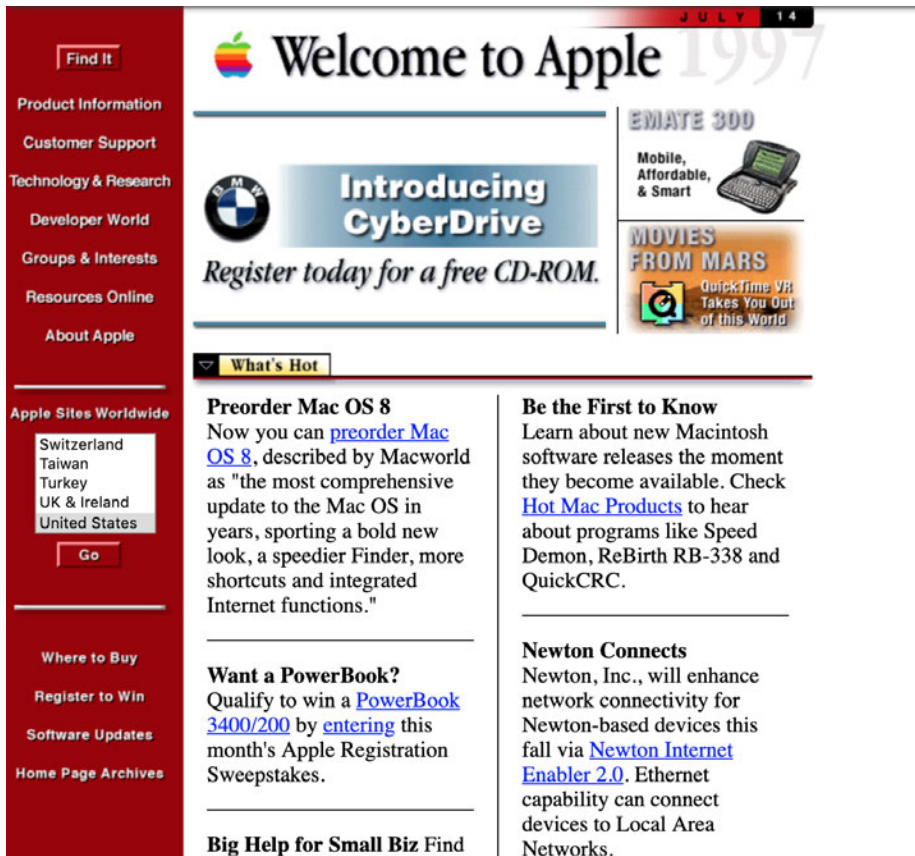 JULY 14
1997
Welcome to Apple
Find It
Product Information
Customer Support
Technology & Research
Developer World
Groups & Interests
Resources Online
About Apple
Apple Sites Worldwide
Switzerland
Taiwan
Turkey
UK & Ireland
United States
Go
Where to Buy
Register to Win
Software Updates
Home Page Archives
BMW
Introducing
CyberDrive
Register today for a free CD-ROM.
EMATE 300
Mobile,
Affordable,
& Smart
MOVIES
FROM MARS
QuickTime VR
Takes You Out
of this World
What's Hot
Preorder Mac OS 8
Now you can preorder Mac
OS 8, described by Macworld
as "the most comprehensive
update to the Mac OS in
years, sporting a bold new
look, a speedier Finder, more
shortcuts and integrated
Internet functions."
Want a PowerBook?
Qualify to win a PowerBook
3400/200 by entering this
month's Apple Registration
Sweepstakes.
Big Help for Small Biz Find
Be the First to Know
Learn about new Macintosh
software releases the moment
they become available. Check
Hot Mac Products to hear
about programs like Speed
Demon, ReBirth RB-338 and
QuickCRC.
Newton Connects
Newton, Inc., will enhance
network connectivity for
Newton-based devices this
fall via Newton Internet
Enabler 2.0. Ethernet
capability can connect
devices to Local Area
Networks.